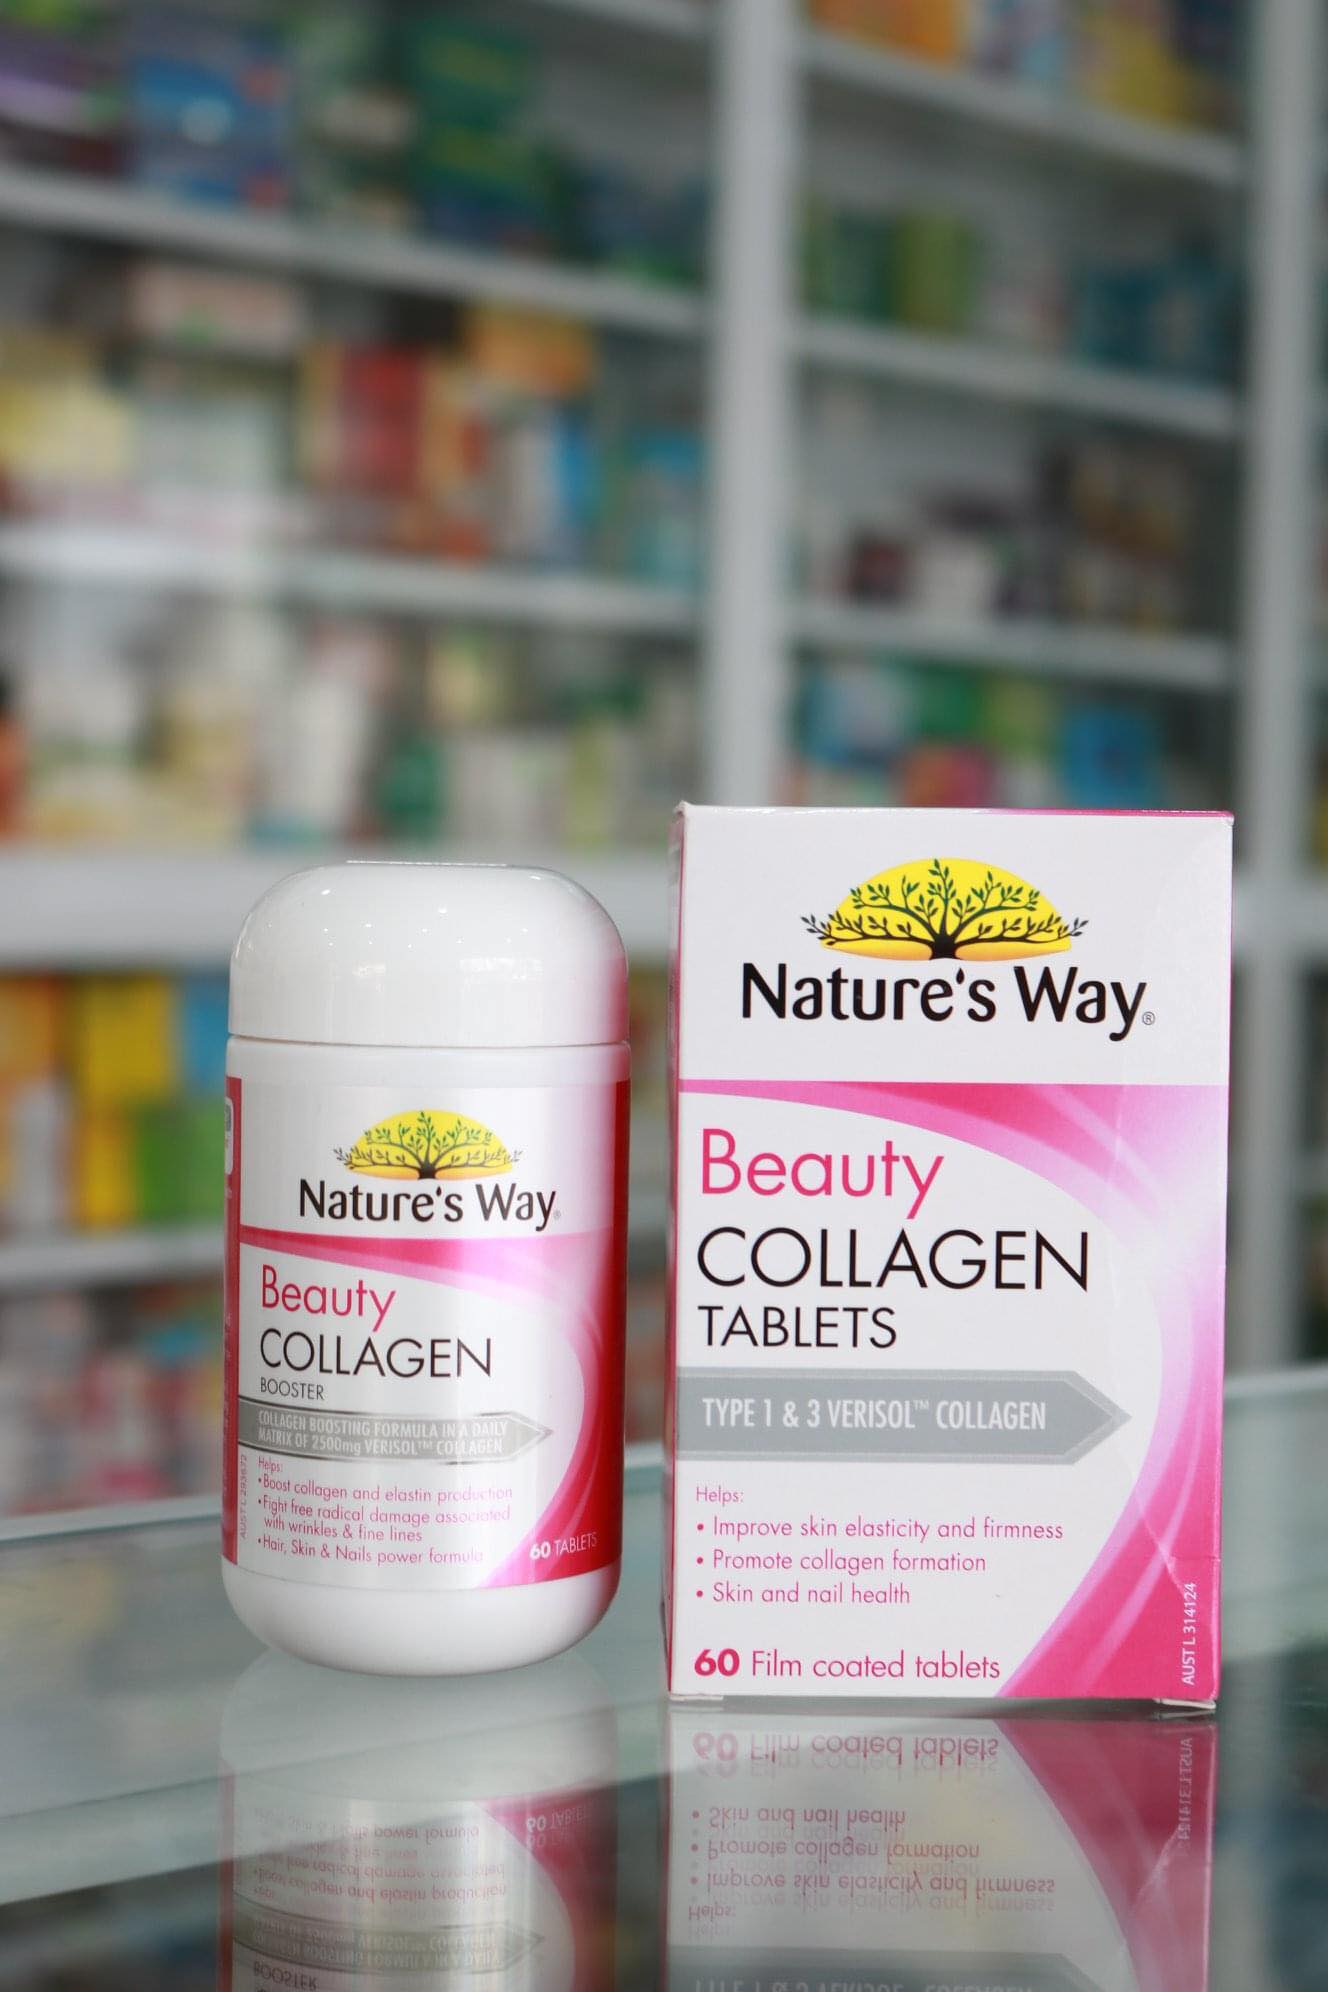 Nature's Way®
Beauty
COLLAGEN
BOOSTER
COLLAGEN BOOSTING FORMULA IN A DAILY
MATRIX OF 2500mg VERISOL™ COLLAGEN
Helps:
•Boost collagen and elastin production
•Fight free radical damage associated
with wrinkles & fine lines
•Hair, Skin & Nails power formula
60 TABLETS
AUST L 293672
Nature's Way®
Beauty
COLLAGEN
TABLETS
TYPE 1 & 3 VERISOL™ COLLAGEN
Helps:
• Improve skin elasticity and firmness
• Promote collagen formation
• Skin and nail health
60 Film coated tablets
AUST L 314124